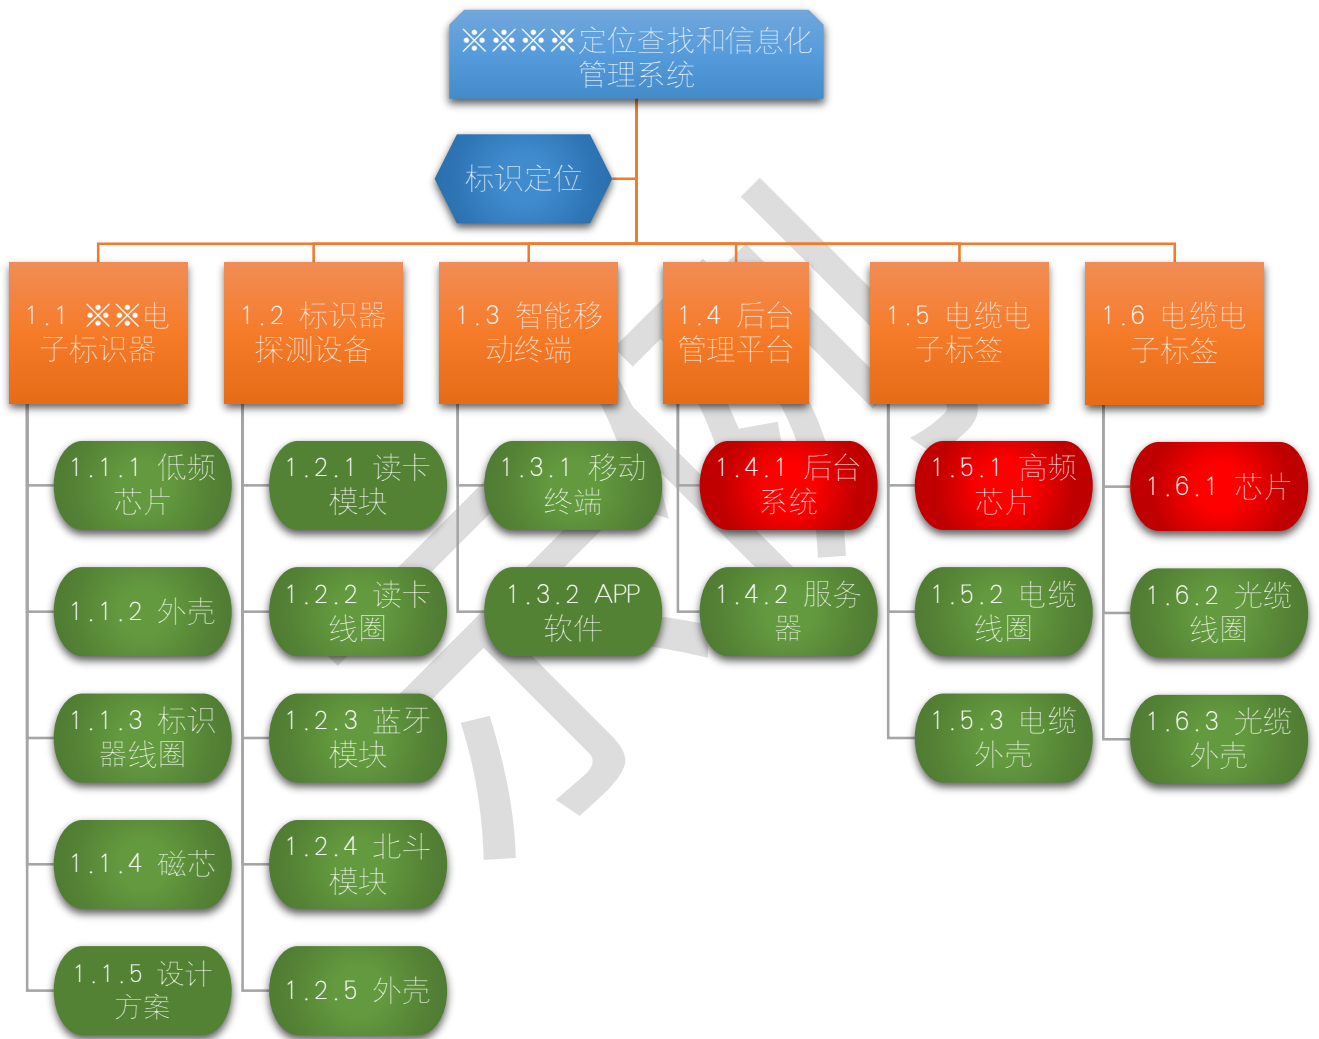 ※※※※定位查找和信息化
管理系统
标识定位
1.1 ※※电
子标识器
1.2 标识器
探测设备
1.3 智能移
动终端
1.4 后台
管理平台
1.5 电缆电
子标签
1.6 电缆电
子标签
1.1.1 低频
芯片
1.2.1 读卡
模块
1.3.1 移动
终端
1.4.1 后台
系统
1.5.1 高频
芯片
1.6.1 芯片
1.1.2 外壳
1.2.2 读卡
线圈
1.3.2 APP
软件
1.4.2 服务
器
1.5.2 电缆
线圈
1.6.2 光缆
线圈
1.1.3 标识
器线圈
1.2.3 蓝牙
模块
1.5.3 电缆
外壳
1.6.3 光缆
外壳
1.1.4 磁芯
1.2.4 北斗
模块
1.1.5 设计
方案
1.2.5 外壳
示例